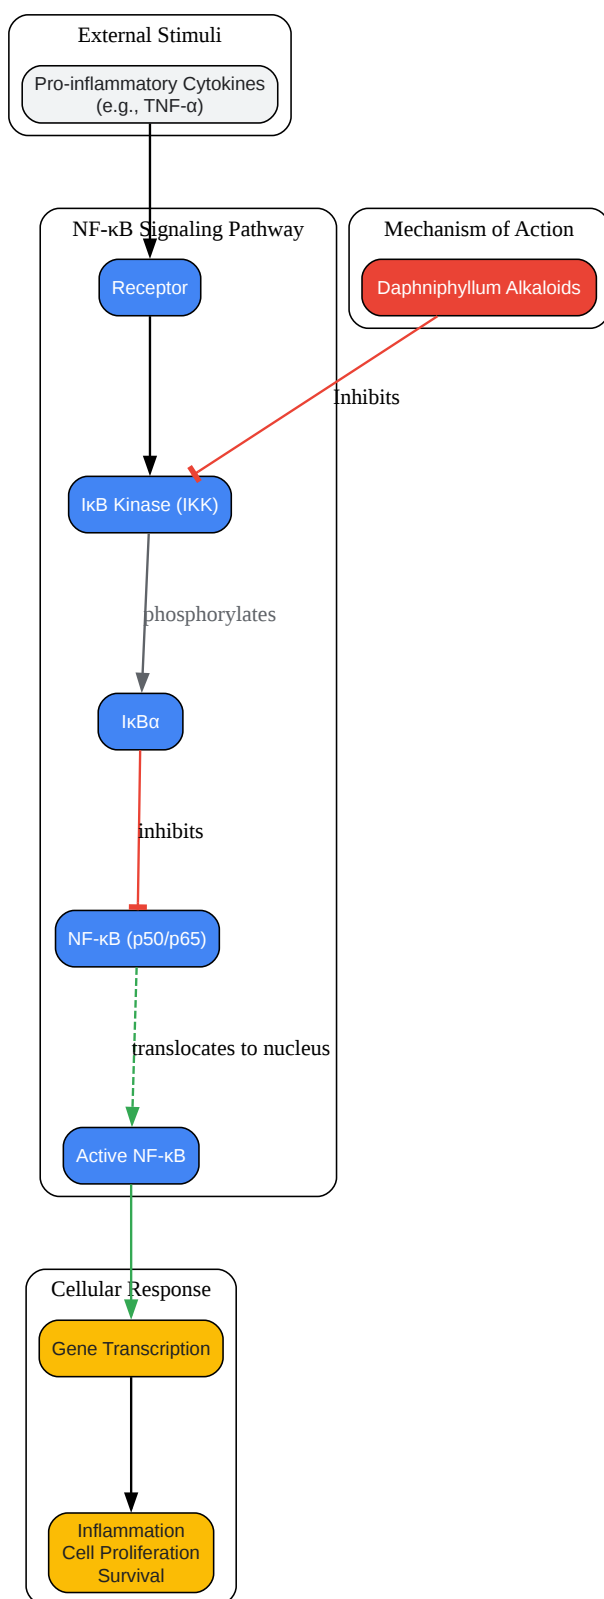 External Stimuli
Pro-inflammatory Cytokines
(e.g., TNF-α)
NF-κB Signaling Pathway
Mechanism of Action
Receptor
Daphniphyllum Alkaloids
Inhibits
IκB Kinase (IKK)
phosphorylates
IκBα
inhibits
NF-κB (p50/p65)
translocates to nucleus
Active NF-κB
Cellular Response
Gene Transcription
Inflammation
Cell Proliferation
Survival